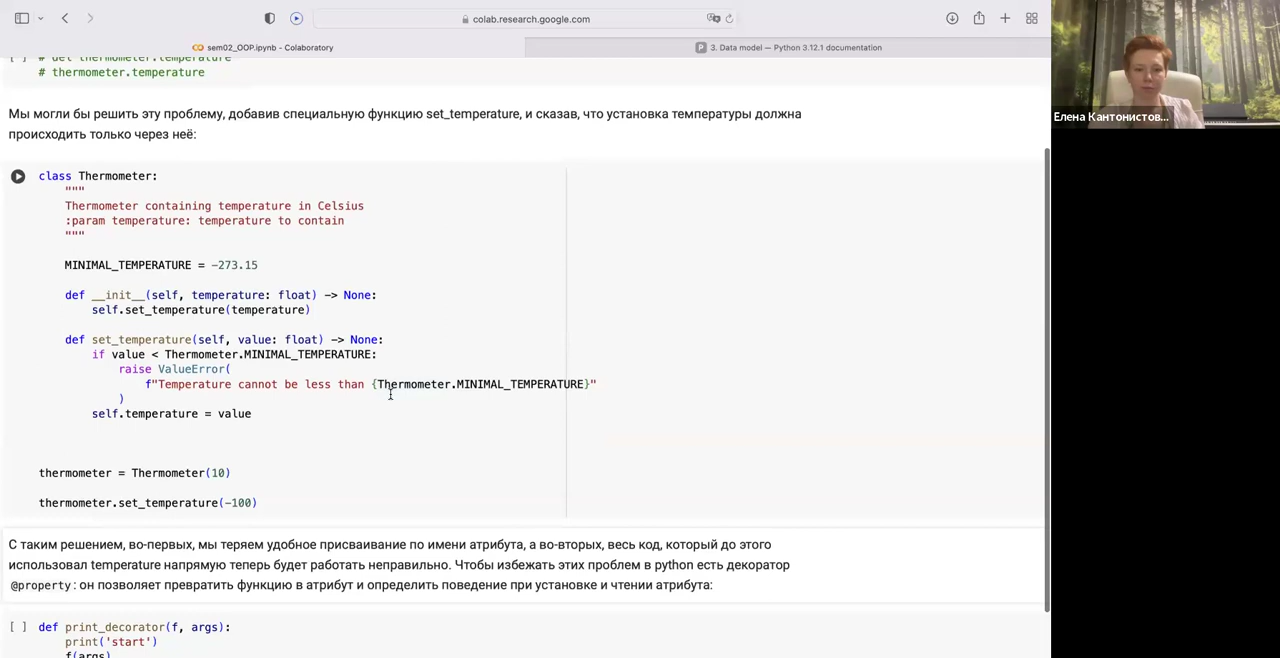 colab.research.google.com
sem02_OOP.ipynb - Colaboratory
3. Data model — Python 3.12.1 documentation
[ ] # def thermometer.temperature
# thermometer.temperature
Елена Кантонистов...
Мы могли бы решить эту проблему, добавив специальную функцию set_temperature, и сказав, что установка температуры должна
происходить только через неё:
class Thermometer:
"""
Thermometer containing temperature in Celsius
:param temperature: temperature to contain
"""
MINIMAL_TEMPERATURE = -273.15
def __init__(self, temperature: float) -> None:
self.set_temperature(temperature)
def set_temperature(self, value: float) -> None:
if value < Thermometer.MINIMAL_TEMPERATURE:
raise ValueError(
f"Temperature cannot be less than {Thermometer.MINIMAL_TEMPERATURE}"
)
self.temperature = value
thermometer = Thermometer(10)
thermometer.set_temperature(-100)
С таким решением, во-первых, мы теряем удобное присваивание по имени атрибута, а во-вторых, весь код, который до этого
использовал temperature напрямую теперь будет работать неправильно. Чтобы избежать этих проблем в python есть декоратор
@property: он позволяет превратить функцию в атрибут и определить поведение при установке и чтении атрибута:
[ ] def print_decorator(f, args):
print('start')
f(args)